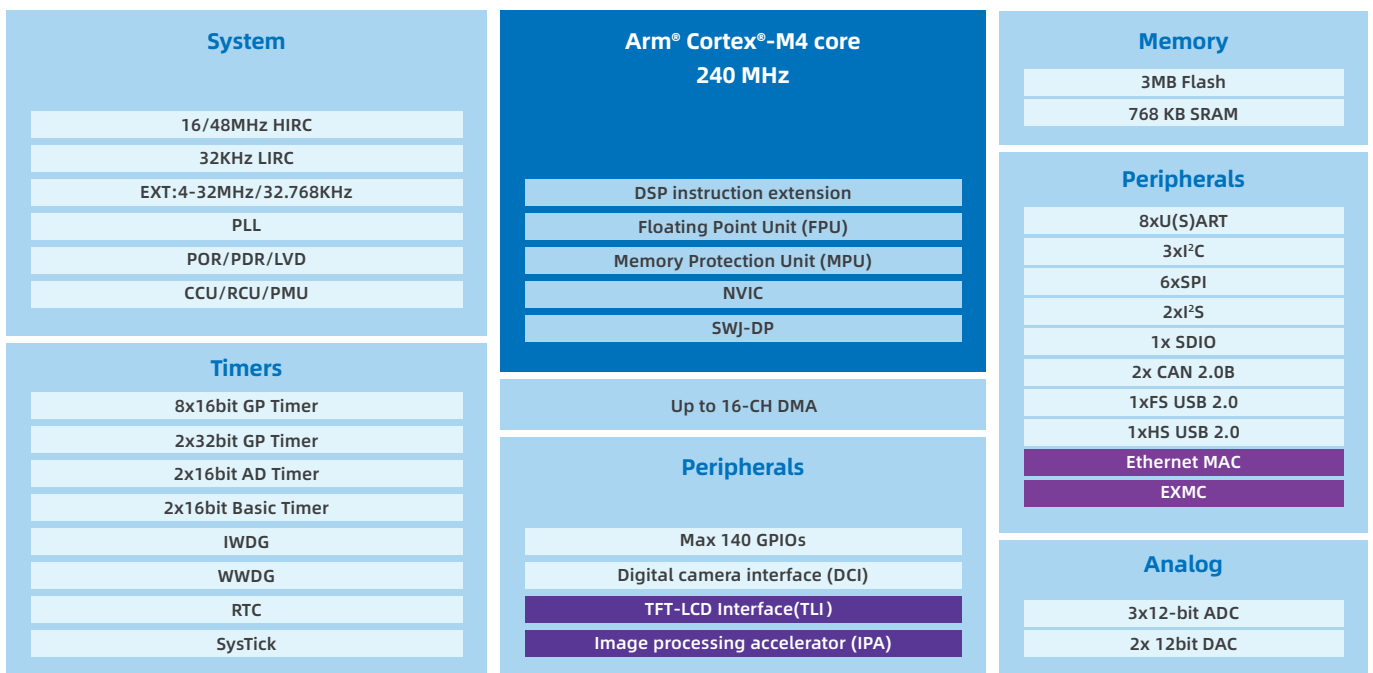 System
16/48MHz HIRC
32KHz LIRC
EXT:4-32MHz/32.768KHz
PLL
POR/PDR/LVD
CCU/RCU/PMU
Timers
8x16bit GP Timer
2x32bit GP Timer
2x16bit AD Timer
2x16bit Basic Timer
IWDG
WWDG
RTC
SysTick
Arm® Cortex®-M4 core
240 MHz
DSP instruction extension
Floating Point Unit (FPU)
Memory Protection Unit (MPU)
NVIC
SWJ-DP
Up to 16-CH DMA
Peripherals
Max 140 GPIOs
Digital camera interface (DCI)
TFT-LCD Interface(TLI)
Image processing accelerator (IPA)
Memory
3MB Flash
768 KB SRAM
Peripherals
8xU(S)ART
3xI²C
6xSPI
2xI²S
1x SDIO
2x CAN 2.0B
1xFS USB 2.0
1xHS USB 2.0
Ethernet MAC
EXMC
Analog
3x12-bit ADC
2x 12bit DAC